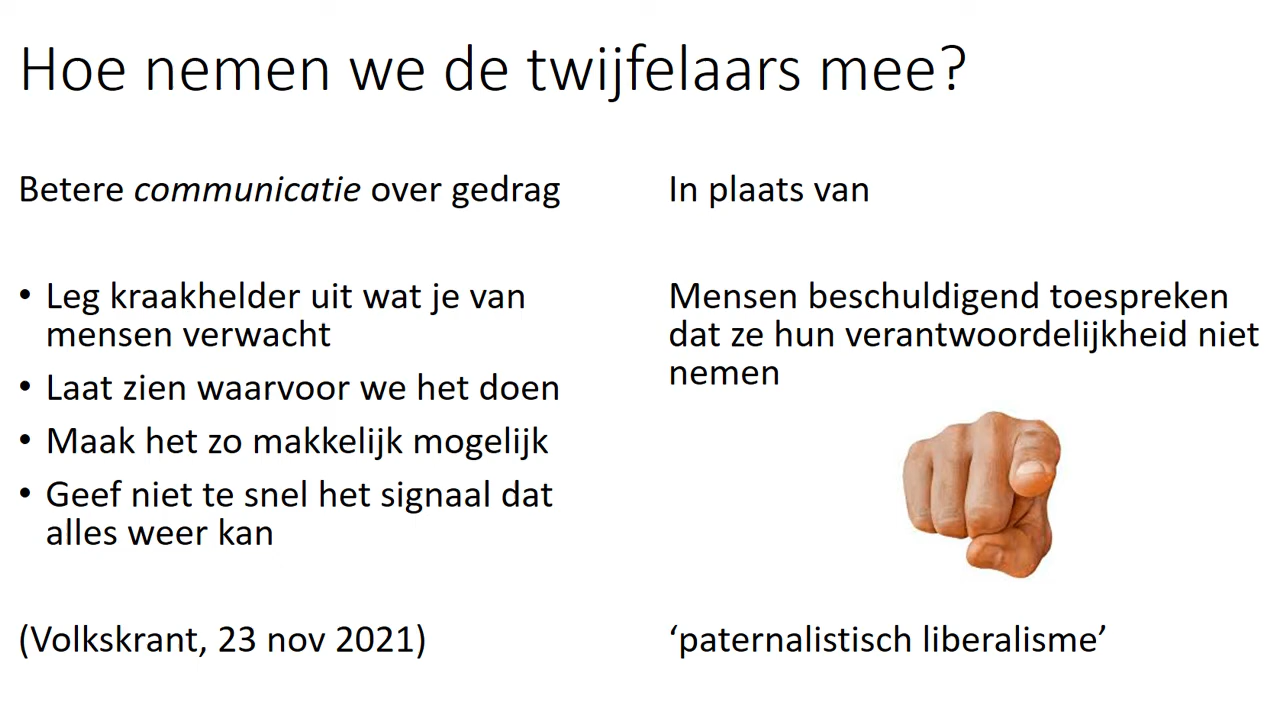 Hoe nemen we de twijfelaars mee?
Betere communicatie over gedrag
• Leg kraakhelder uit wat je van
mensen verwacht
• Laat zien waarvoor we het doen
• Maak het zo makkelijk mogelijk
• Geef niet te snel het signaal dat
alles weer kan
(Volkskrant, 23 nov 2021)
In plaats van
Mensen beschuldigend toespreken
dat ze hun verantwoordelijkheid niet
nemen
‘paternalistisch liberalisme’